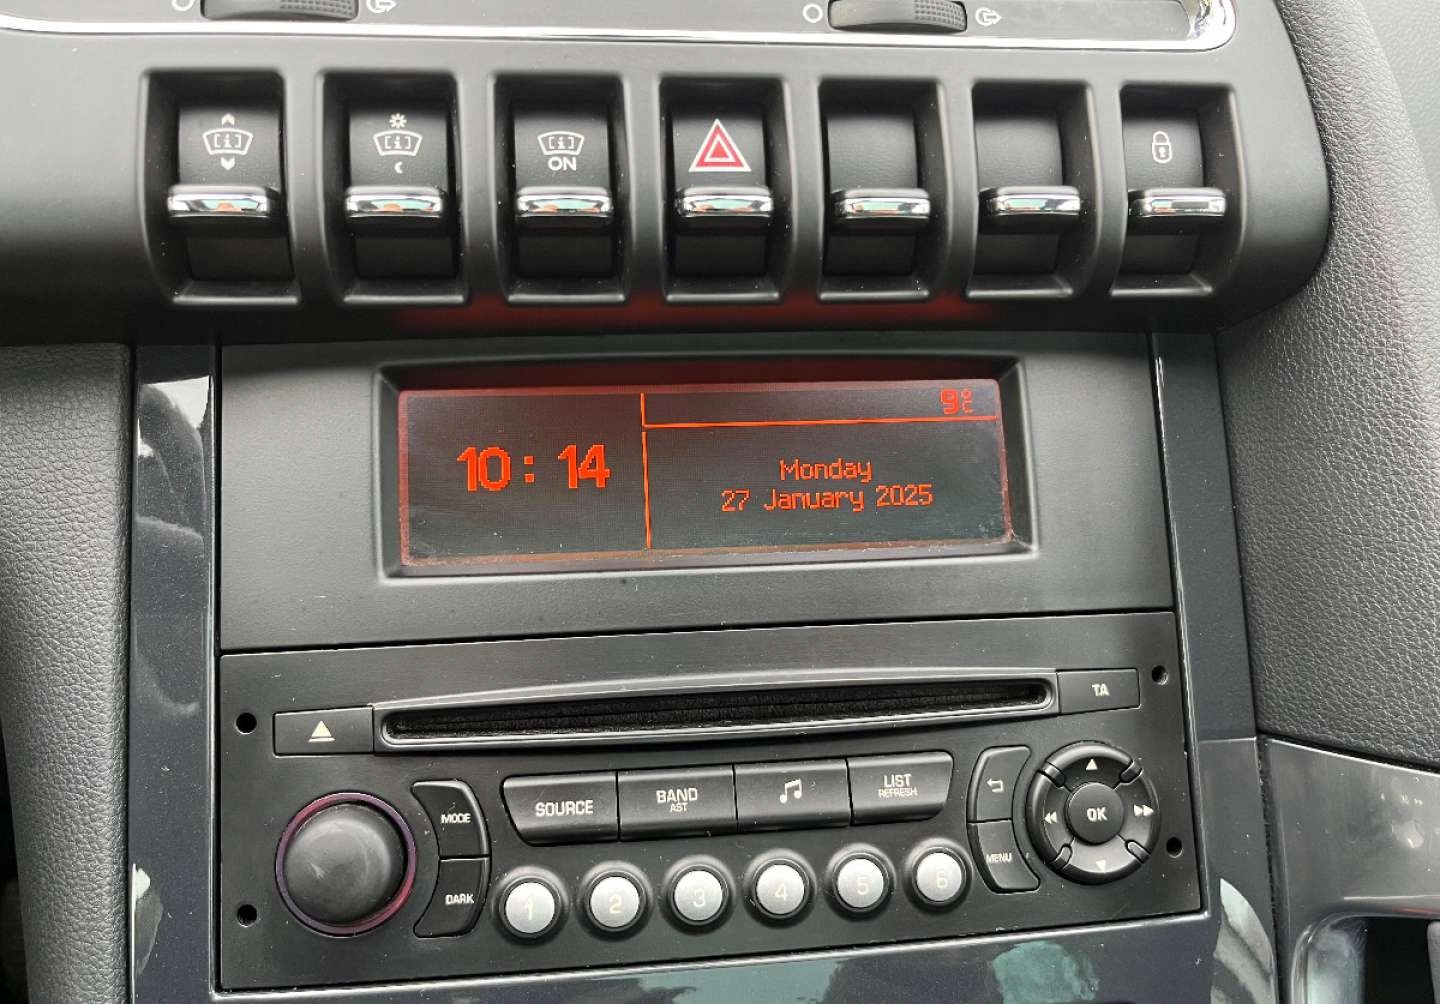 ON
9°C
10:14
Monday
27 January 2025
TA
SOURCE
BAND
AST
LIST
REFRESH
MODE
OK
MENU
DARK
1 2 3 4 5 6